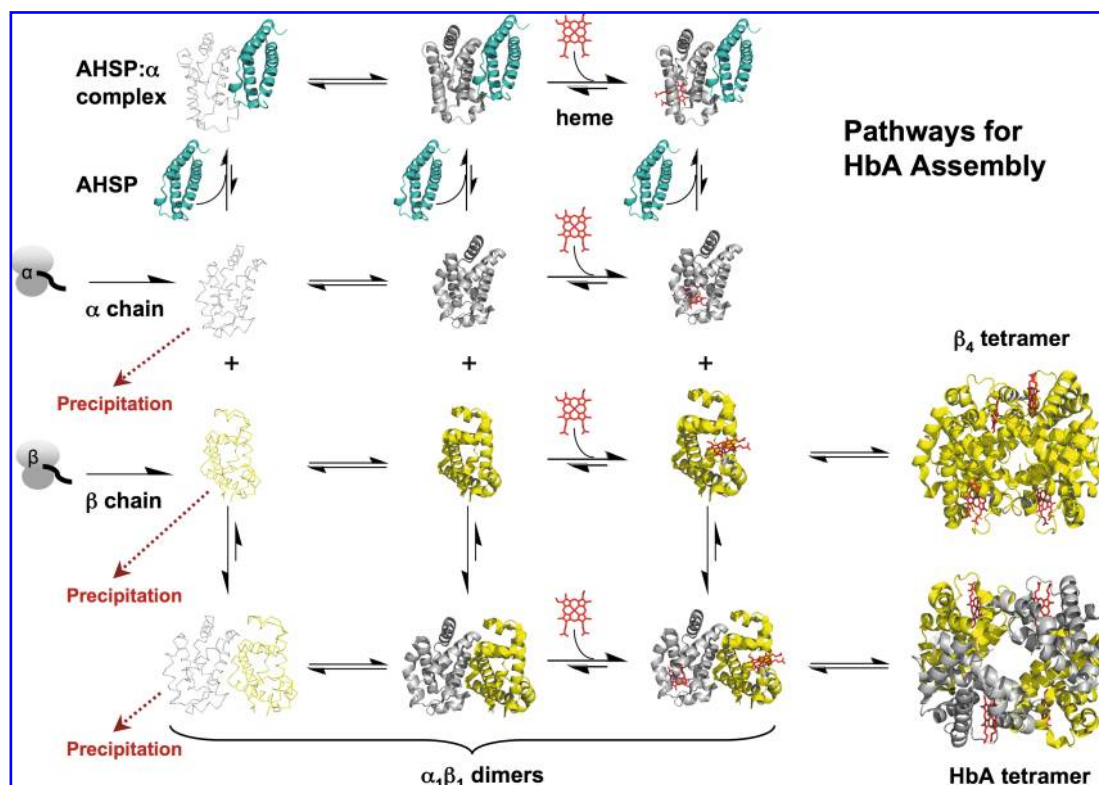 AHSP:α
complex
heme
Pathways for
HbA Assembly
AHSP
α
α chain
+
+
+
β₄ tetramer
Precipitation
β
β chain
Precipitation
Precipitation
α₁β₁ dimers
HbA tetramer